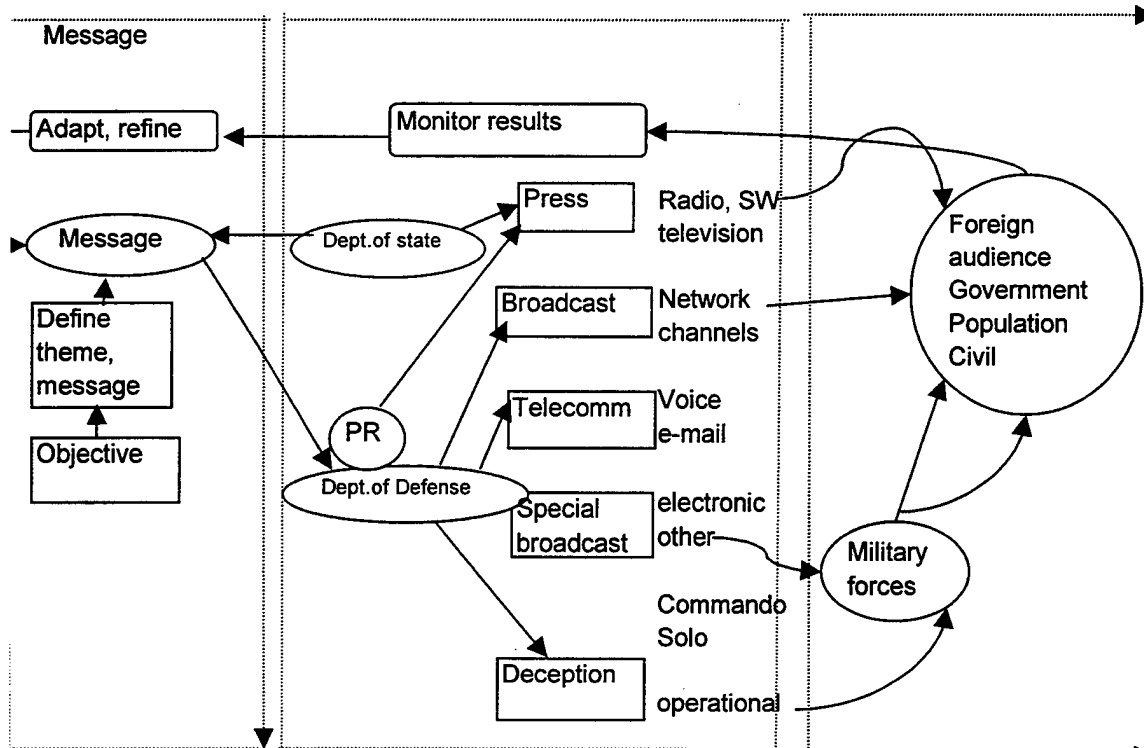 Message
Adapt, refine
Monitor results
Press
Radio, SW
television
Message
Dept.of state
Foreign
audience
Government
Population
Civil
Broadcast
Network
channels
Define
theme,
message
Telecomm
Voice
e-mail
PR
Objective
Dept.of Defense
Special
broadcast
electronic
other
Military
forces
Commando
Solo
Deception
operational